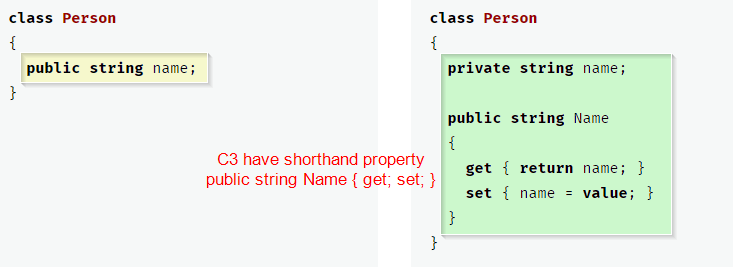 class Person
{
public string name;
}
C3 have shorthand property
public string Name { get; set; }
class Person
{
private string name;
public string Name
{
get { return name; }
set { name = value; }
}
}